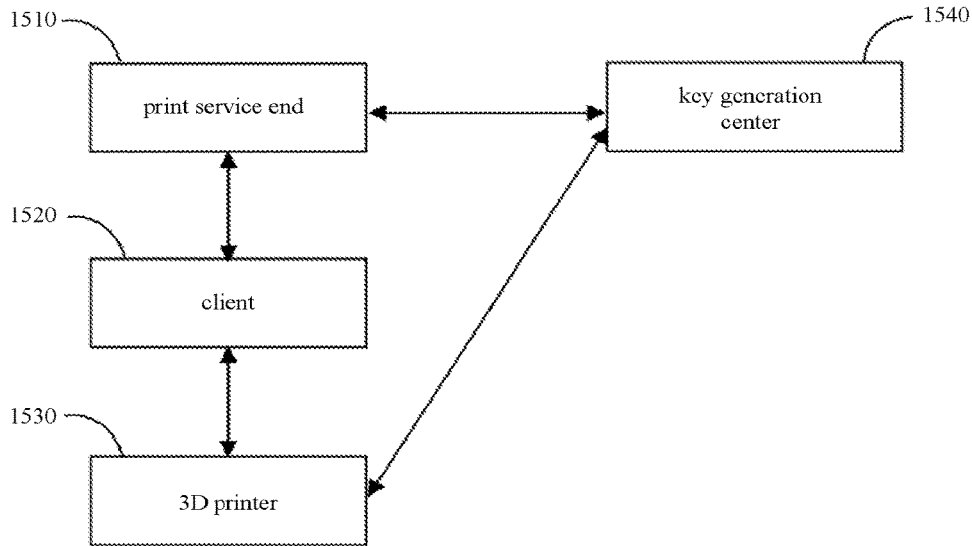 1510
print service end
1540
key generation
center
1520
client
1530
3D printer